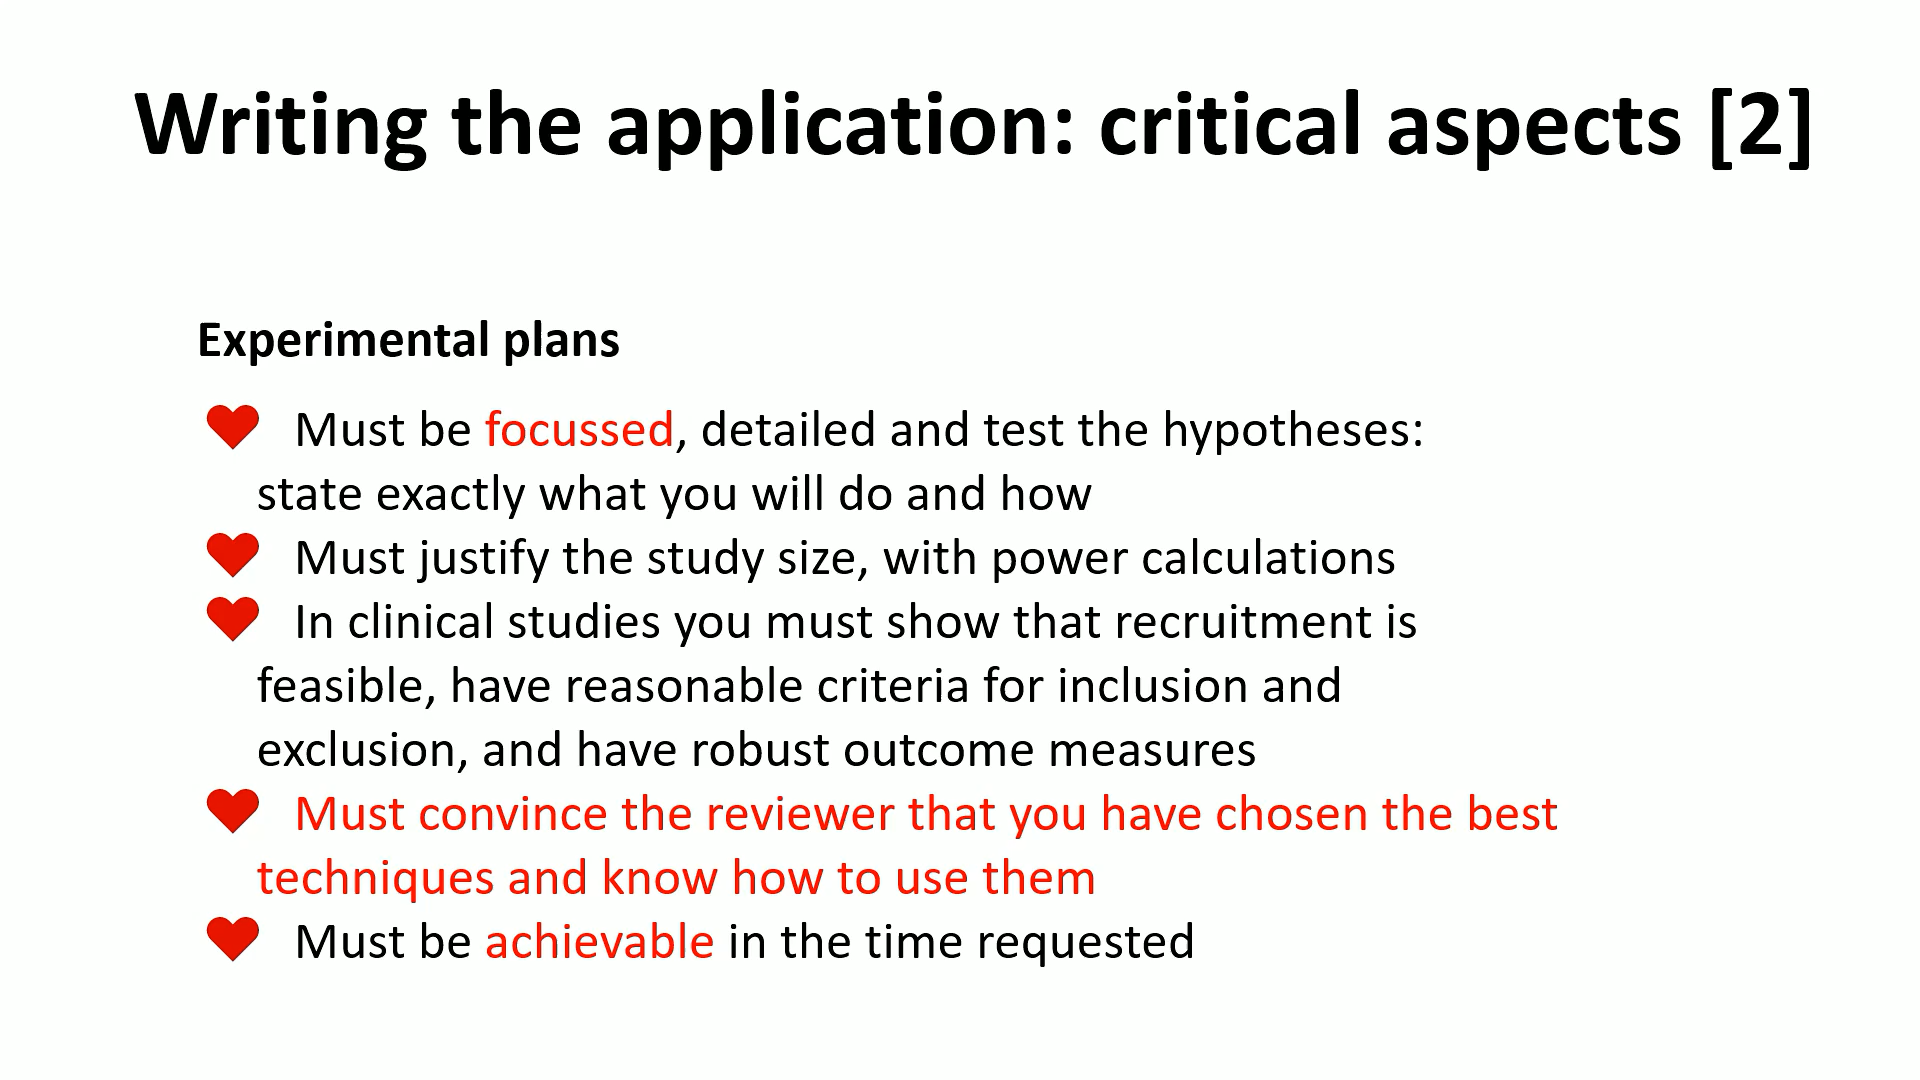 Writing the application: critical aspects [2]
Experimental plans
Must be focussed, detailed and test the hypotheses:
state exactly what you will do and how
Must justify the study size, with power calculations
In clinical studies you must show that recruitment is
feasible, have reasonable criteria for inclusion and
exclusion, and have robust outcome measures
Must convince the reviewer that you have chosen the best
techniques and know how to use them
Must be achievable in the time requested